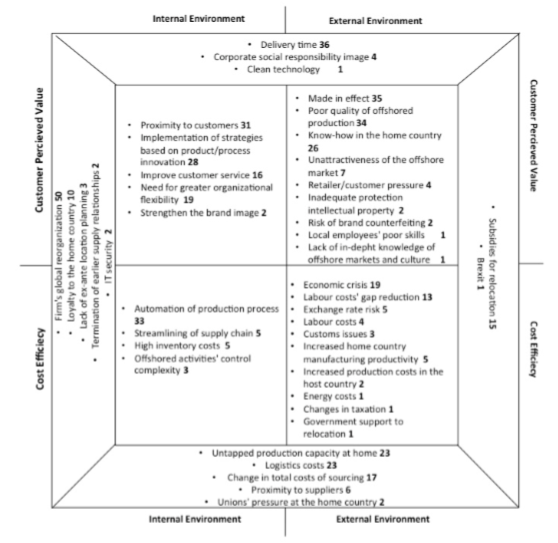 Internal Environment
External Environment
• Delivery time 36
• Corporate social responsibility image 4
• Clean technology 1
Customer Percieved Value
• Firm's global reorganization 50
• Loyalty to the home country 10
• Lack of ex-ante location planning 3
• Termination of earlier supply relationships 2
• IT security 2
• Proximity to customers 31
• Implementation of strategies
based on product/process
innovation 28
• Improve customer service 16
• Need for greater organizational
flexibility 19
• Strengthen the brand image 2
• Made in effect 35
• Poor quality of offshored
production 34
• Know-how in the home country
26
• Unattractiveness of the offshore
market 7
• Retailer/customer pressure 4
• Inadequate protection
intellectual property 2
• Risk of brand counterfeiting 2
• Local employees' poor skills 1
• Lack of in-depht knowledge of
offshore markets and culture 1
• Subsidies for relocation 15
• Brexit 1
Customer Percieved Value
Cost Efficiecy
• Automation of production process
33
• Streamlining of supply chain 5
• High inventory costs 5
• Offshored activities' control
complexity 3
• Economic crisis 19
• Labour costs' gap reduction 13
• Exchange rate risk 5
• Labour costs 4
• Customs issues 3
• Increased home country
manufacturing productivity 5
• Increased production costs in the
host country 2
• Energy costs 1
• Changes in taxation 1
• Government support to
relocation 1
Cost Efficiecy
• Untapped production capacity at home 23
• Logistics costs 23
• Change in total costs of sourcing 17
• Proximity to suppliers 6
• Unions' pressure at the home country 2
Internal Environment
External Environment